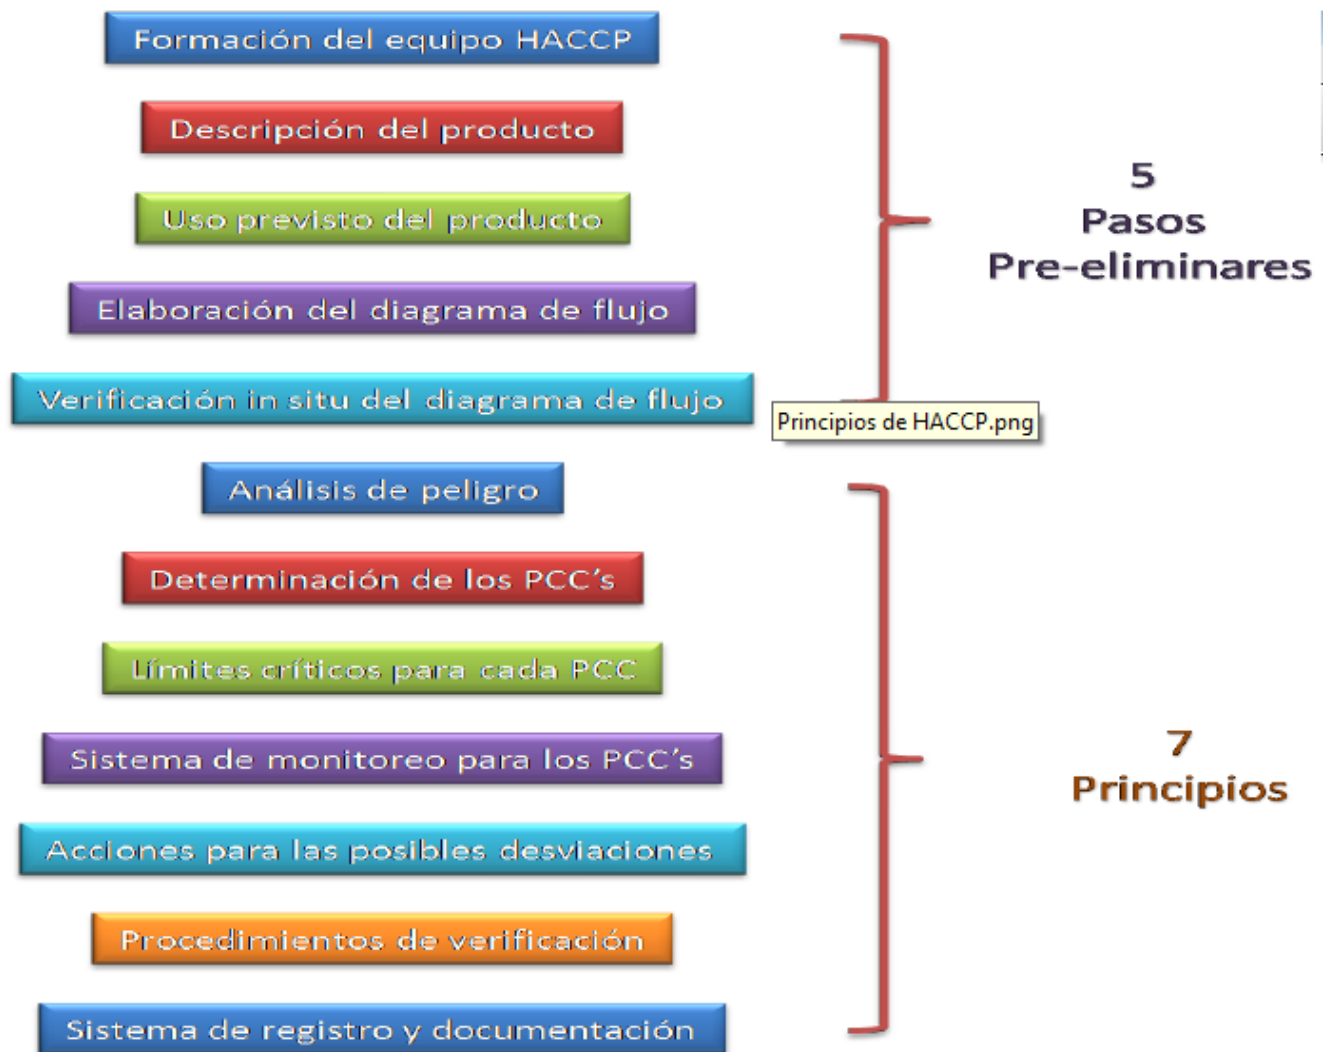 Formación del equipo HACCP
Descripción del producto
Uso previsto del producto
Elaboración del diagrama de flujo
Verificación in situ del diagrama de flujo
5
Pasos
Pre-eliminares
Principios de HACCP.png
Análisis de peligro
Determinación de los PCC’s
Límites críticos para cada PCC
Sistema de monitoreo para los PCC’s
Acciones para las posibles desviaciones
Procedimientos de verificación
Sistema de registro y documentación
7
Principios